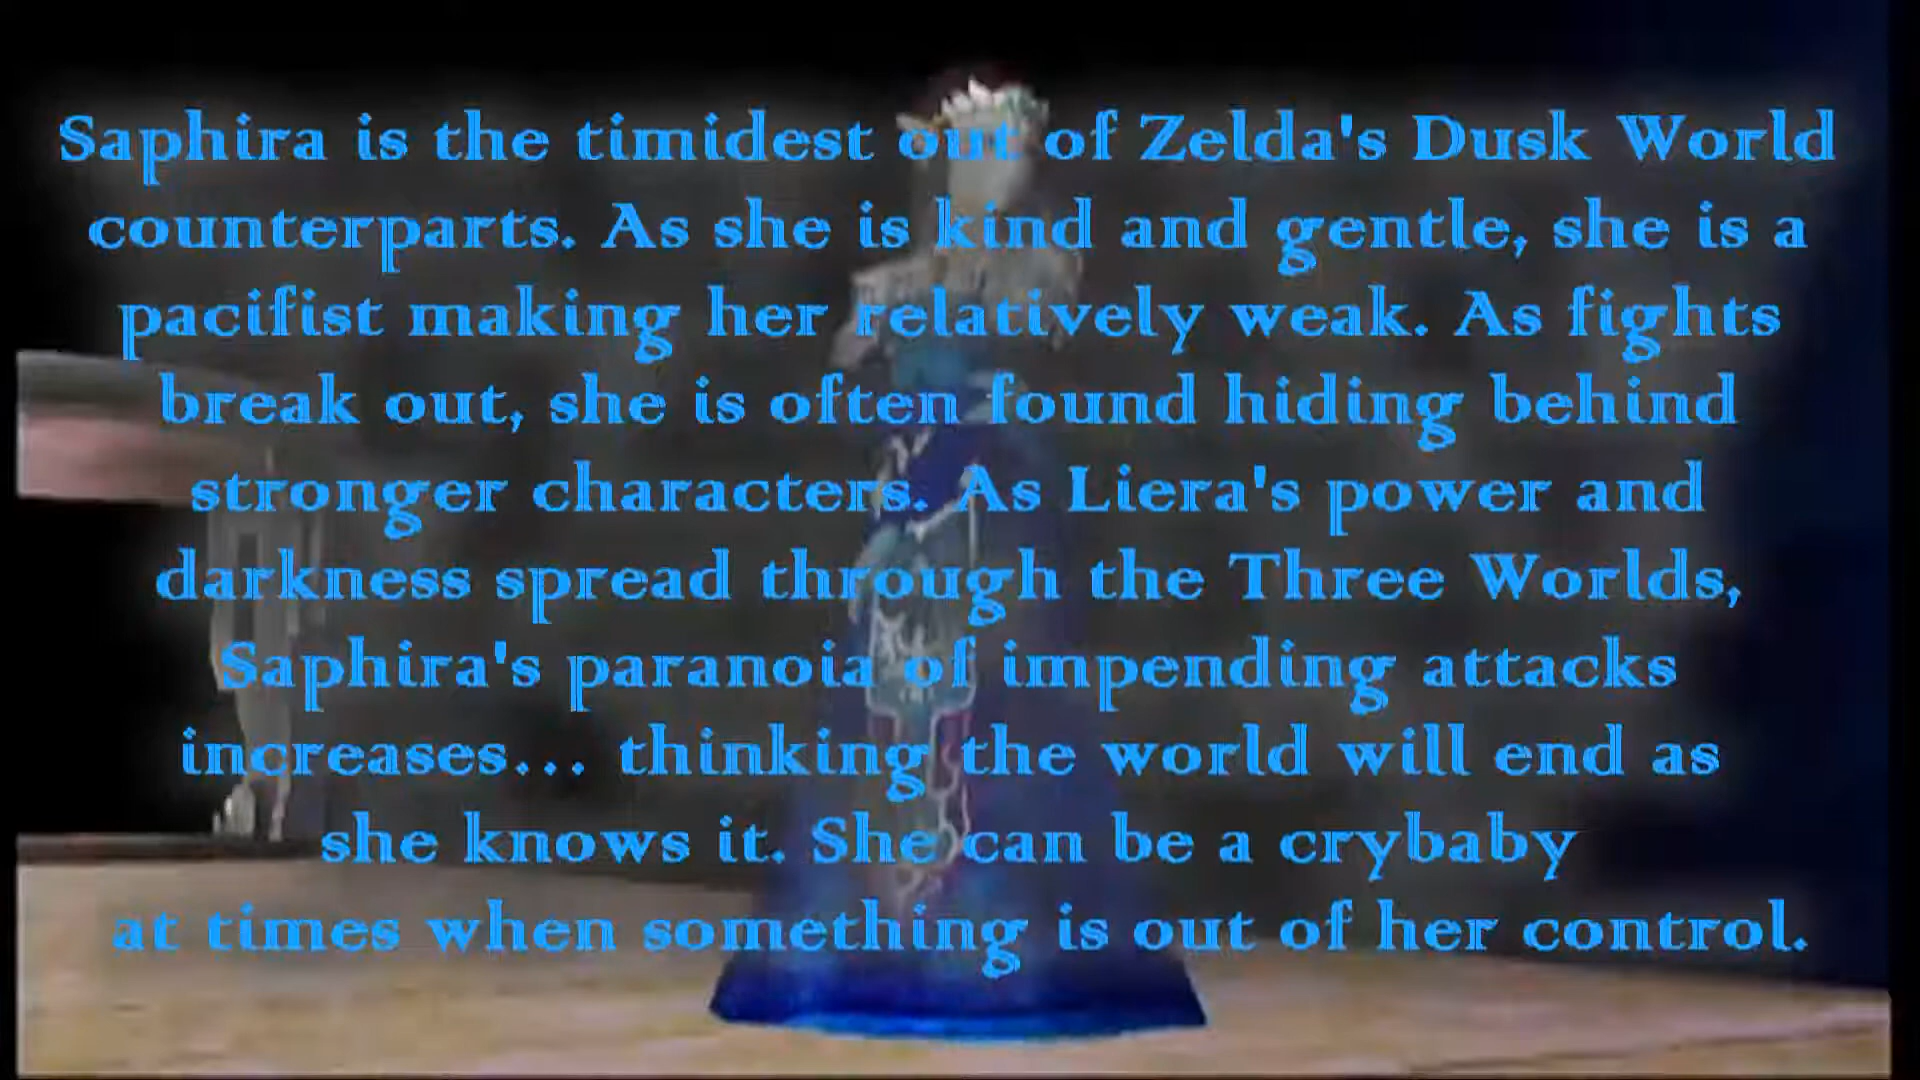 Saphira is the timidest out of Zelda's Dusk World
counterparts. As she is kind and gentle, she is a
pacifist making her relatively weak. As fights
break out, she is often found hiding behind
stronger characters. As Liera's power and
darkness spread through the Three Worlds,
Saphira's paranoia of impending attacks
increases... thinking the world will end as
she knows it. She can be a crybaby
at times when something is out of her control.